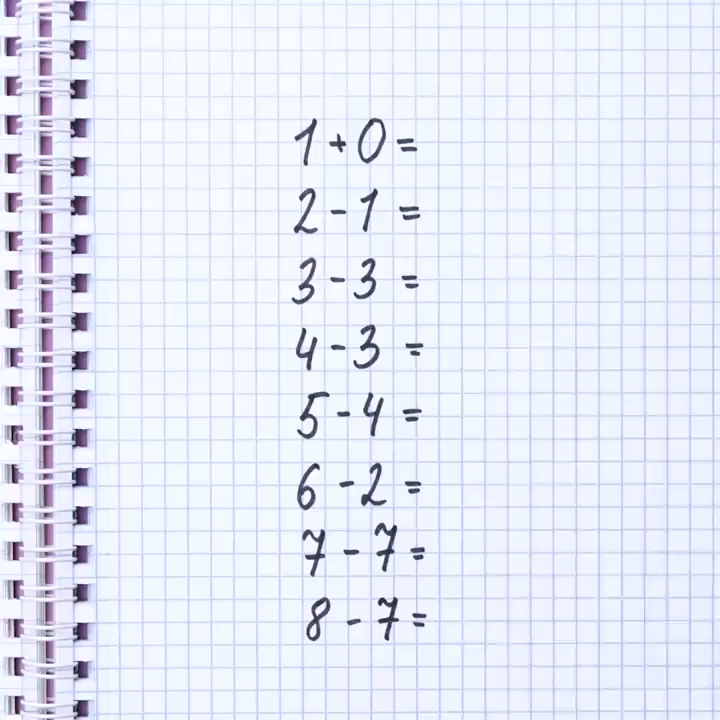 1 + 0 =
2 - 1 =
3 - 3 =
4 - 3 =
5 - 4 =
6 - 2 =
7 - 7 =
8 - 7 =